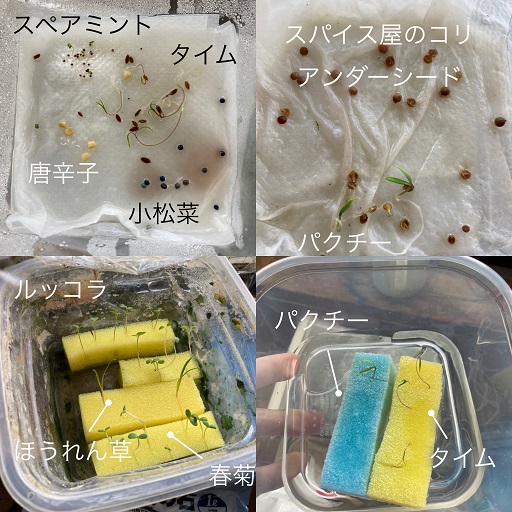 スペアミント
タイム
唐辛子
小松菜
スパイス屋のコリ
アンダーシード
パクチー
ルッコラ
ほうれん草
春菊
パクチー
タイム